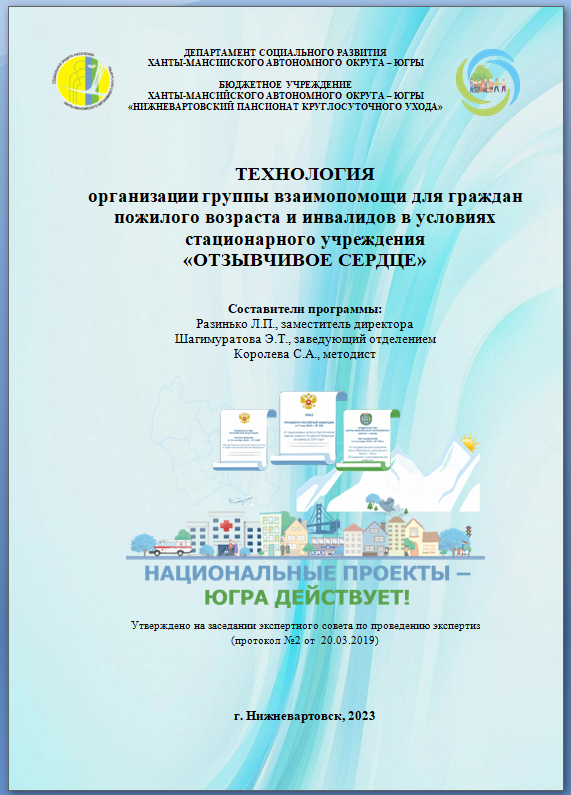 ДЕПАРТАМЕНТ СОЦИАЛЬНОГО РАЗВИТИЯ
ХАНТЫ-МАНСИЙСКОГО АВТОНОМНОГО ОКРУГА – ЮГРЫ
БЮДЖЕТНОЕ УЧРЕЖДЕНИЕ
ХАНТЫ-МАНСИЙСКОГО АВТОНОМНОГО ОКРУГА – ЮГРЫ
«НИЖНЕВАРТОВСКИЙ ПАНСИОНАТ КРУГЛОСУТОЧНОГО УХОДА»
ТЕХНОЛОГИЯ
организации группы взаимопомощи для граждан
пожилого возраста и инвалидов в условиях
стационарного учреждения
«ОТЗЫВЧИВОЕ СЕРДЦЕ»
Составители программы:
Разинько Л.П., заместитель директора
Шагимуратова Э.Т., заведующий отделением
Королева С.А., методист
НАЦИОНАЛЬНЫЕ ПРОЕКТЫ –
ЮГРА ДЕЙСТВУЕТ!
Утверждено на заседании экспертного совета по проведению экспертиз
(протокол №2 от 20.03.2019)
г. Нижневартовск, 2023